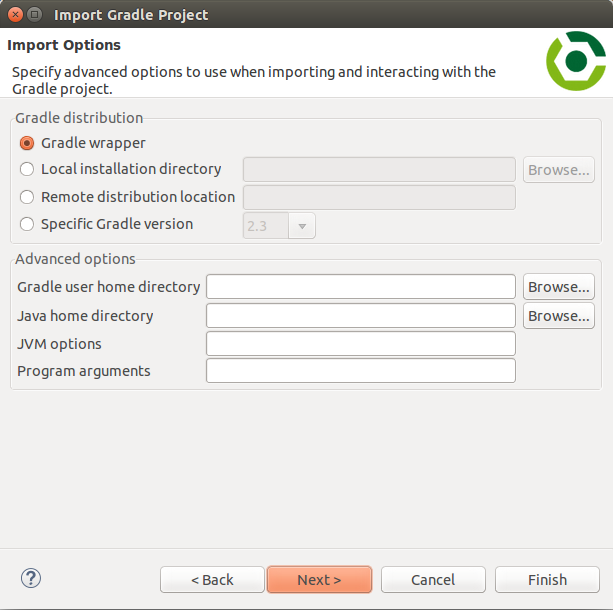 Import Gradle Project
Import Options
Specify advanced options to use when importing and interacting with the
Gradle project.
Gradle distribution
Gradle wrapper
Local installation directory Browse...
Remote distribution location
Specific Gradle version 2.3
Advanced options
Gradle user home directory Browse...
Java home directory Browse...
JVM options
Program arguments
? < Back Next > Cancel Finish